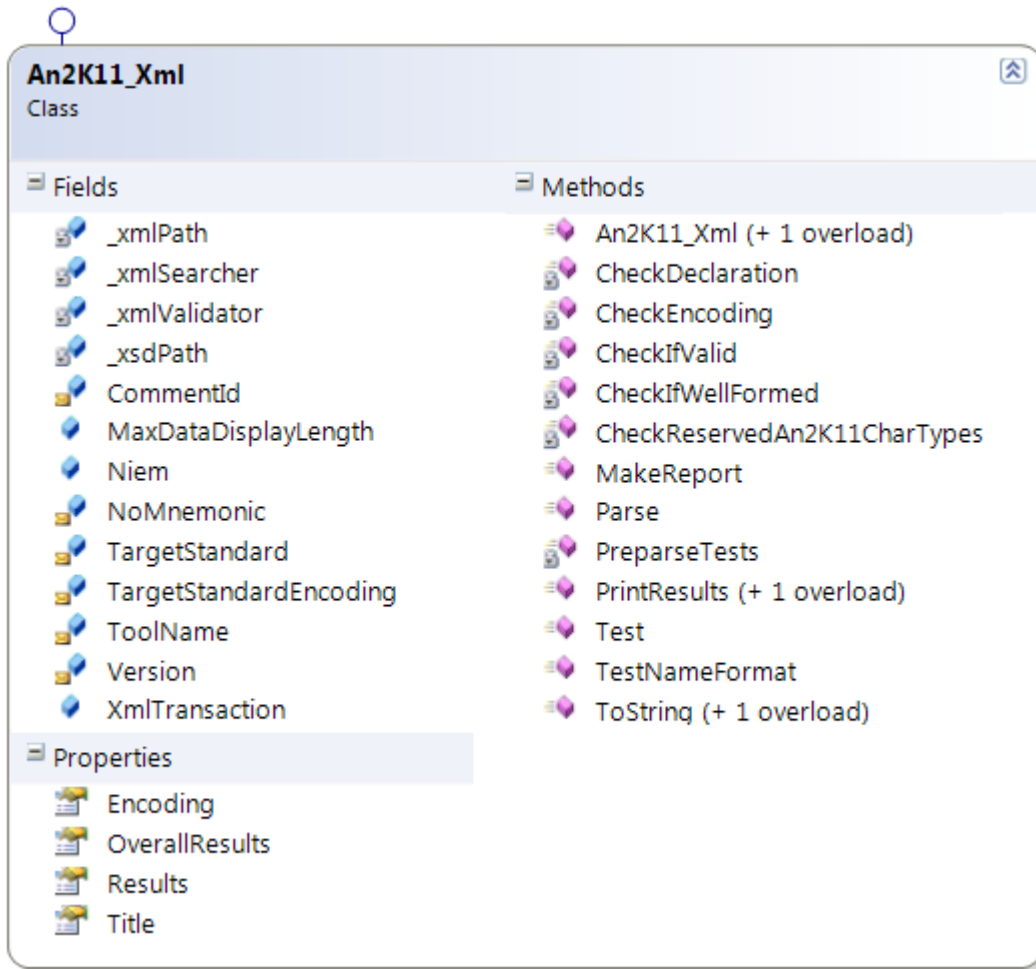 An2K11_Xml
Class
Fields
_xmlPath
_xmlSearcher
_xmlValidator
_xsdPath
CommentId
MaxDataDisplayLength
Niem
NoMnemonic
TargetStandard
TargetStandardEncoding
ToolName
Version
XmlTransaction
Properties
Encoding
OverallResults
Results
Title
Methods
An2K11_Xml (+ 1 overload)
CheckDeclaration
CheckEncoding
CheckIfValid
CheckIfWellFormed
CheckReservedAn2K11CharTypes
MakeReport
Parse
PreparseTests
PrintResults (+ 1 overload)
Test
TestNameFormat
ToString (+ 1 overload)